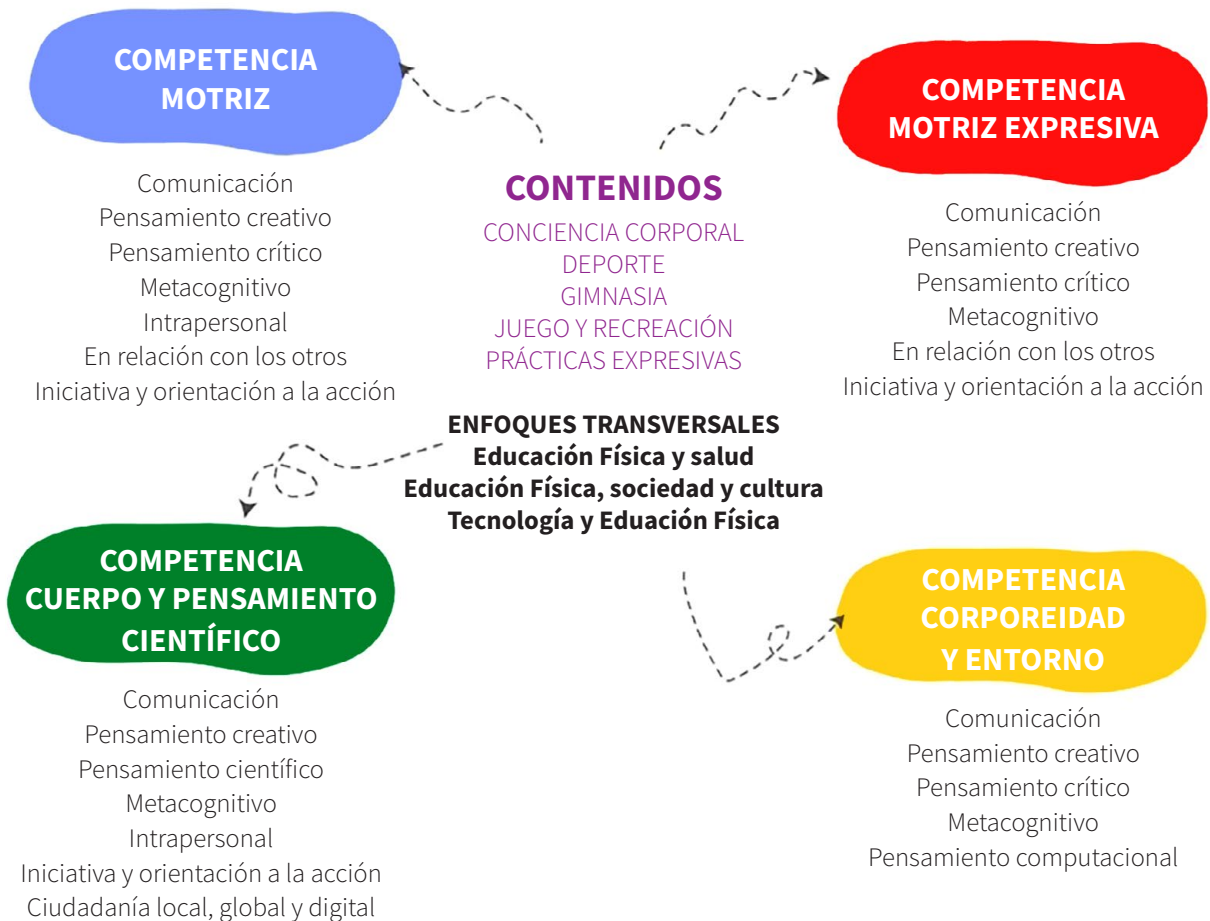 COMPETENCIA
MOTRIZ
Comunicación
Pensamiento creativo
Pensamiento crítico
Metacognitivo
Intrapersonal
En relación con los otros
Iniciativa y orientación a la acción
CONTENIDOS
CONCIENCIA CORPORAL
DEPORTE
GIMNASIA
JUEGO Y RECREACIÓN
PRÁCTICAS EXPRESIVAS
COMPETENCIA
MOTRIZ EXPRESIVA
Comunicación
Pensamiento creativo
Pensamiento crítico
Metacognitivo
En relación con los otros
Iniciativa y orientación a la acción
ENFOQUES TRANSVERSALES
Educación Física y salud
Educación Física, sociedad y cultura
Tecnología y Eduación Física
COMPETENCIA
CUERPO Y PENSAMIENTO
CIENTÍFICO
Comunicación
Pensamiento creativo
Pensamiento científico
Metacognitivo
Intrapersonal
Iniciativa y orientación a la acción
Ciudadanía local, global y digital
COMPETENCIA
CORPOREIDAD
Y ENTORNO
Comunicación
Pensamiento creativo
Pensamiento crítico
Metacognitivo
Pensamiento computacional